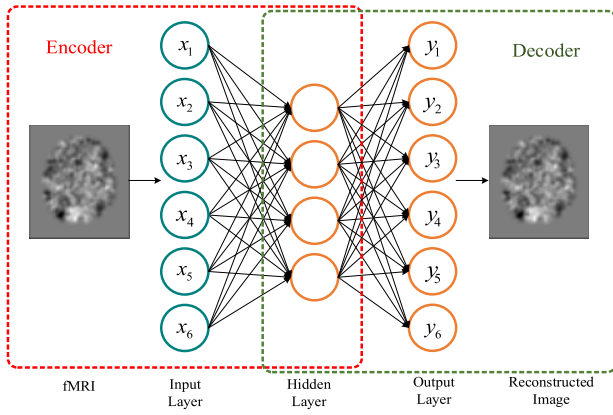 Encoder
Decoder
x1
x2
x3
x4
x5
x6
y1
y2
y3
y4
y5
y6
fMRI
Input
Layer
Hidden
Layer
Output
Layer
Reconstructed
Image